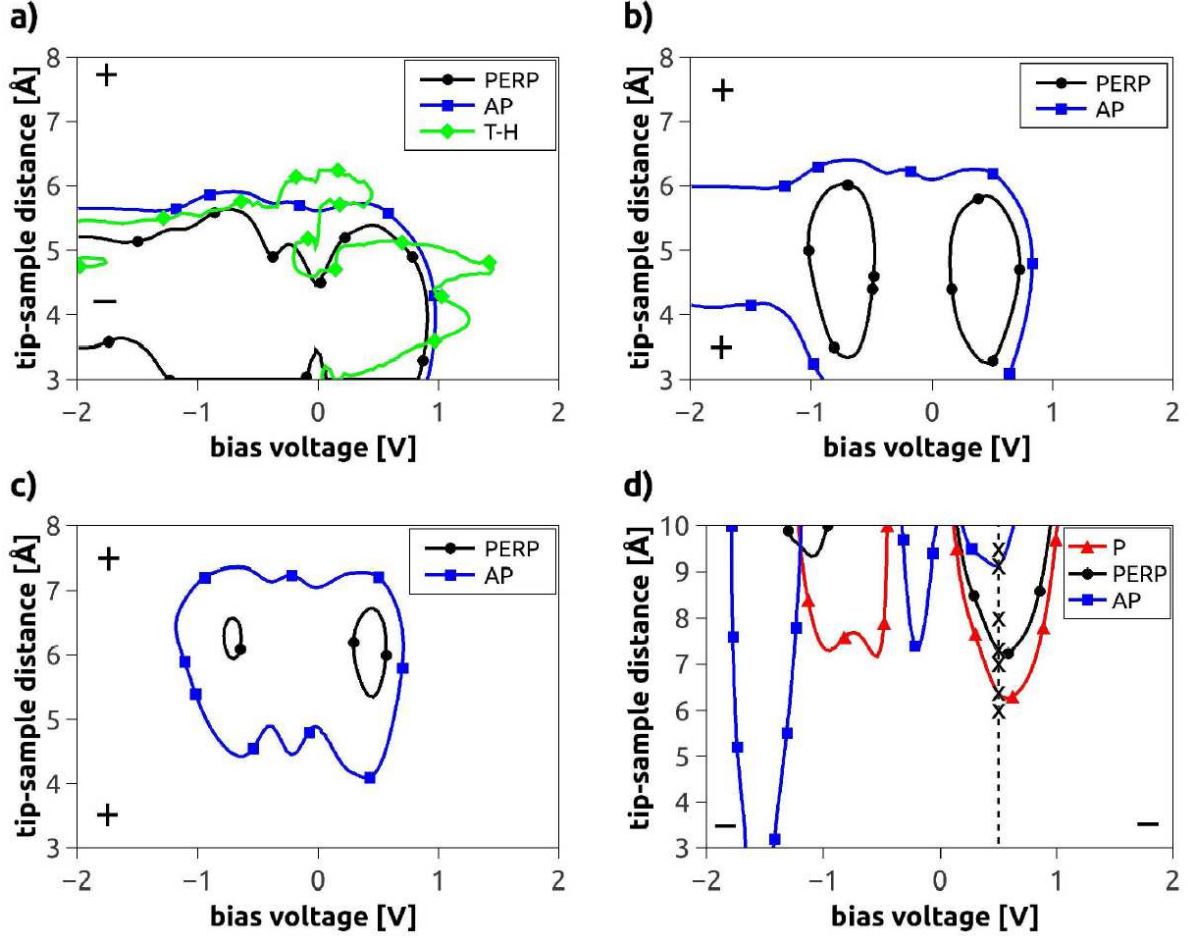 a)
tip-sample distance [Å]
8
7
6
5
4
3
+
−
PERP
AP
T-H
−2 −1 0 1 2
bias voltage [V]
b)
tip-sample distance [Å]
8
7
6
5
4
3
+
+
PERP
AP
−2 −1 0 1 2
bias voltage [V]
c)
tip-sample distance [Å]
8
7
6
5
4
3
+
+
PERP
AP
−2 −1 0 1 2
bias voltage [V]
d)
tip-sample distance [Å]
10
9
8
7
6
5
4
3
P
PERP
AP
X
X
X
X
X
X
X
− −
−2 −1 0 1 2
bias voltage [V]